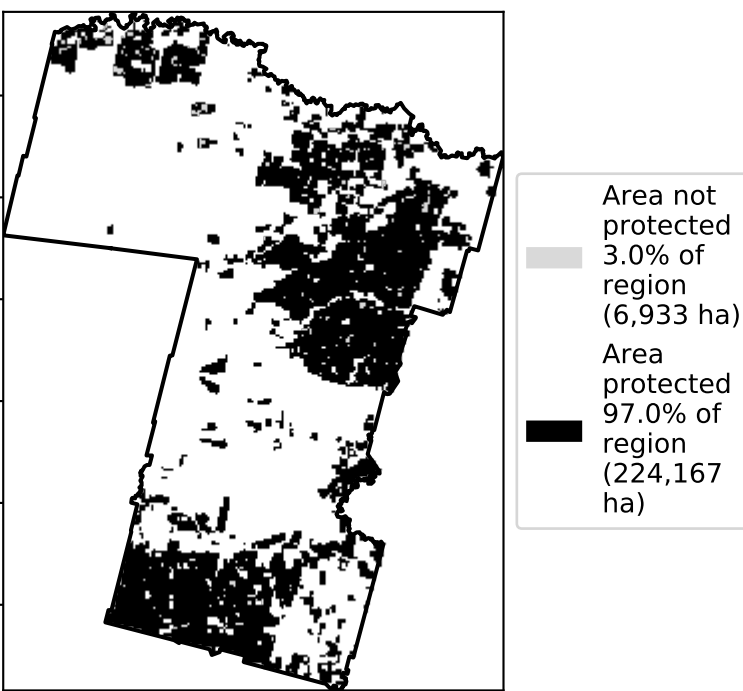 Area not
protected
3.0% of
region
(6,933 ha)
Area
protected
97.0% of
region
(224,167
ha)